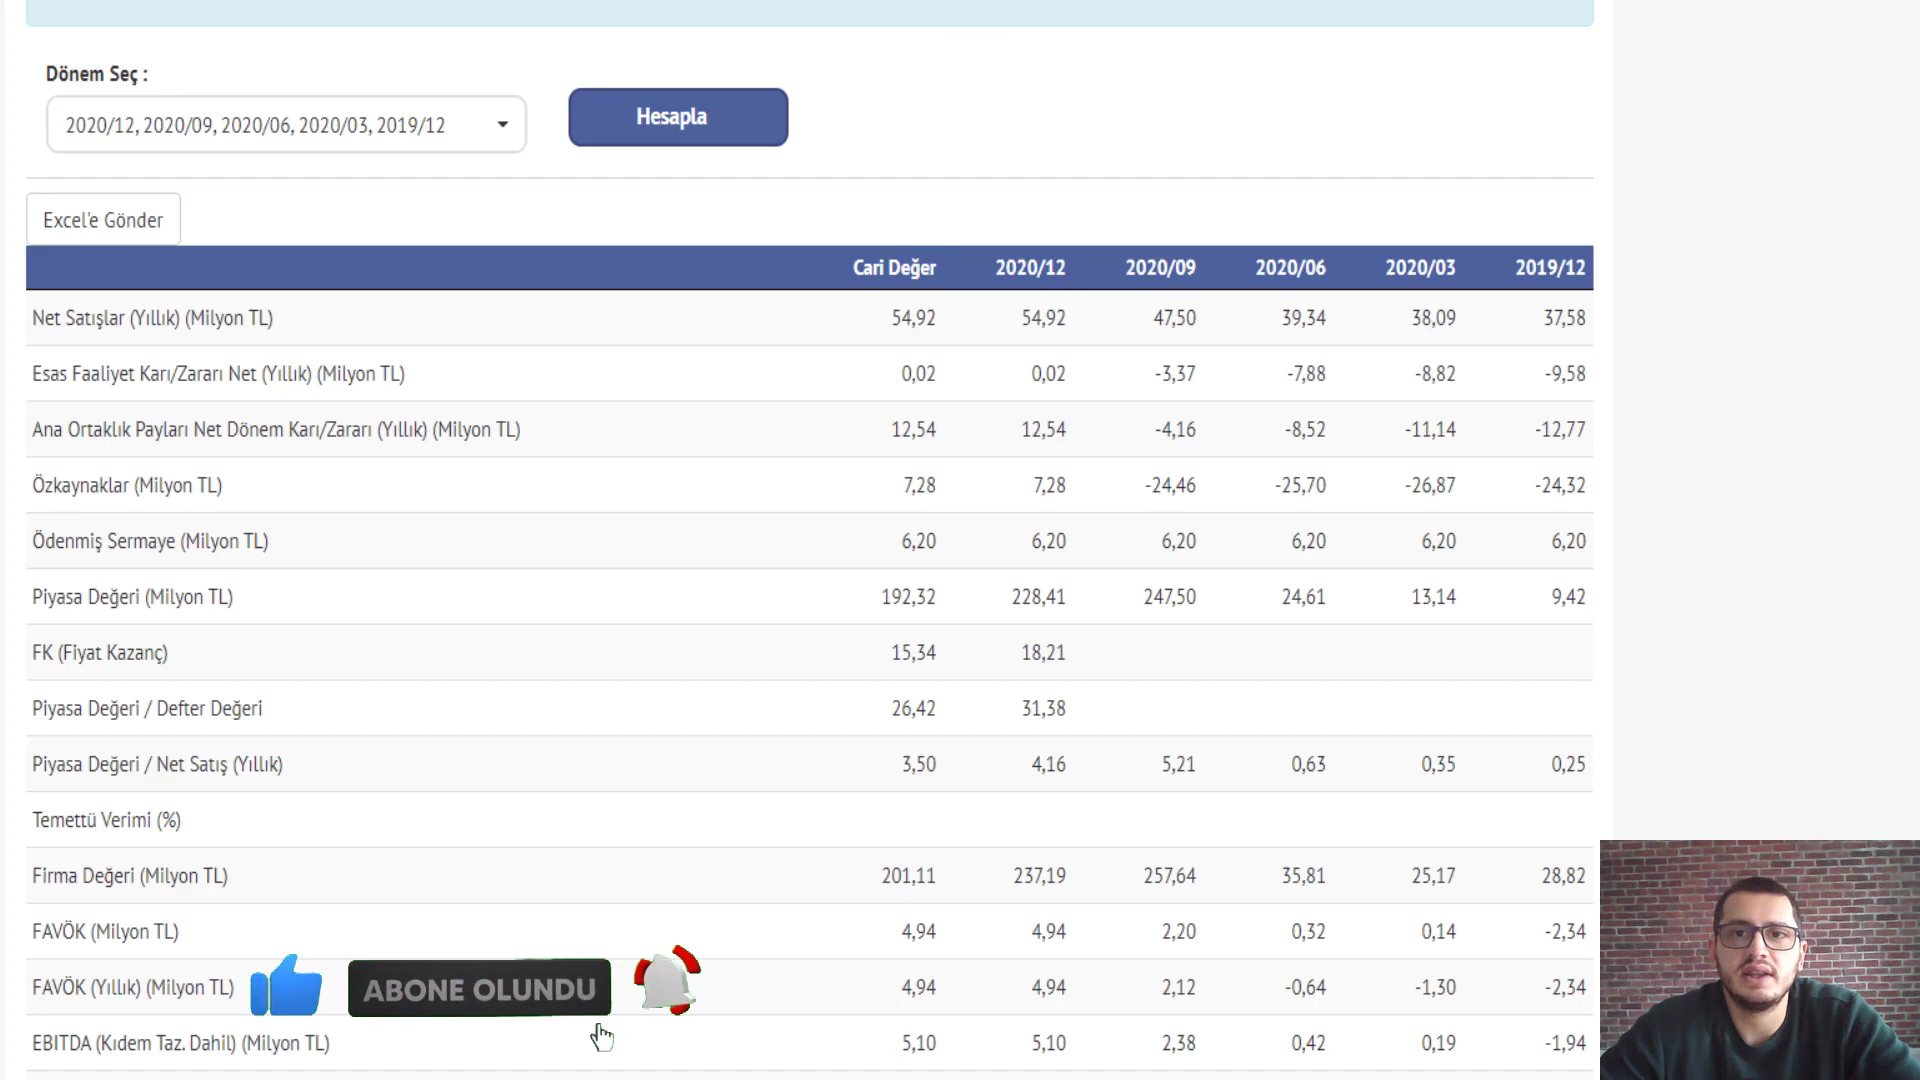 Dönem Seç :
2020/12, 2020/09, 2020/06, 2020/03, 2019/12
Hesapla
Excel'e Gönder
Cari Değer 2020/12 2020/09 2020/06 2020/03 2019/12
Net Satışlar (Yıllık) (Milyon TL) 54,92 54,92 47,50 39,34 38,09 37,58
Esas Faaliyet Karı/Zararı Net (Yıllık) (Milyon TL) 0,02 0,02 -3,37 -7,88 -8,82 -9,58
Ana Ortaklık Payları Net Dönem Karı/Zararı (Yıllık) (Milyon TL) 12,54 12,54 -4,16 -8,52 -11,14 -12,77
Özkaynaklar (Milyon TL) 7,28 7,28 -24,46 -25,70 -26,87 -24,32
Ödenmiş Sermaye (Milyon TL) 6,20 6,20 6,20 6,20 6,20 6,20
Piyasa Değeri (Milyon TL) 192,32 228,41 247,50 24,61 13,14 9,42
FK (Fiyat Kazanç) 15,34 18,21
Piyasa Değeri / Defter Değeri 26,42 31,38
Piyasa Değeri / Net Satış (Yıllık) 3,50 4,16 5,21 0,63 0,35 0,25
Temettü Verimi (%)
Firma Değeri (Milyon TL) 201,11 237,19 257,64 35,81 25,17 28,82
FAVÖK (Milyon TL) 4,94 4,94 2,20 0,32 0,14 -2,34
FAVÖK (Yıllık) (Milyon TL) 4,94 4,94 2,12 -0,64 -1,30 -2,34
ABONE OLUNDU
EBITDA (Kıdem Taz. Dahil) (Milyon TL) 5,10 5,10 2,38 0,42 0,19 -1,94